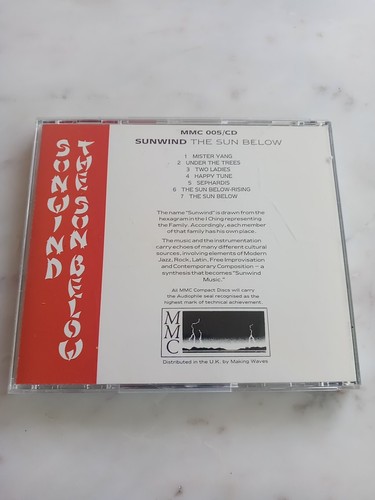 SUNWIND
THE SUN BELOW
MMC 005/CD
SUNWIND THE SUN BELOW
1 MISTER YANG
2 UNDER THE TREES
3 TWO LADIES
4 HAPPY TUNE
5 SEPHARDIS
6 THE SUN BELOW-RISING
7 THE SUN BELOW
The name "Sunwind" is drawn from the
hexagram in the I Ching representing
the Family. Accordingly, each member
of that family has his own place.
The music and the instrumentation
carry echoes of many different cultural
sources, involving elements of Modern
Jazz, Rock, Latin, Free Improvisation
and Contemporary Composition – a
synthesis that becomes "Sunwind
Music."
All MMC Compact Discs will carry
the Audiophile seal recognised as the
highest mark of technical achievement.
M
M
C
Distributed in the U.K. by Making Waves